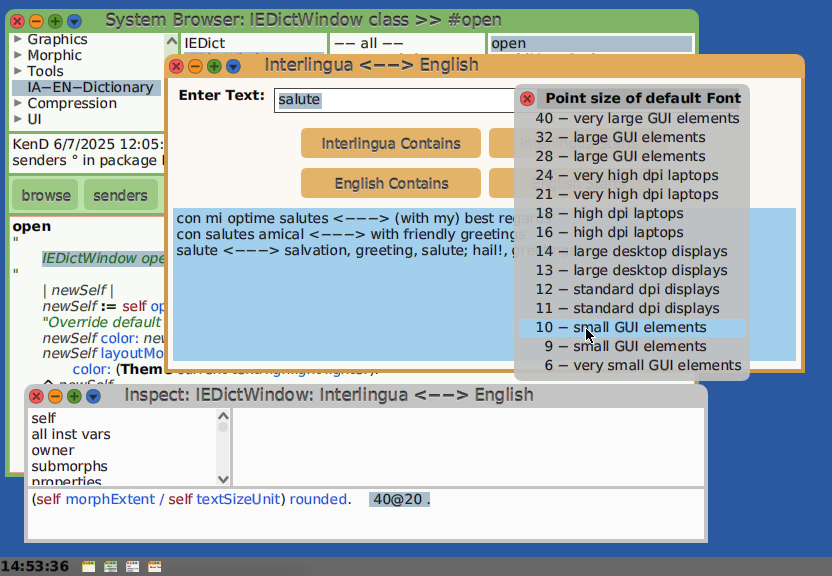 System Browser: IEDictWindow class >> #open
Graphics
Morphic
Tools
IA−EN−Dictionary
Compression
UI
IEDict
−− all −−
open
KenD 6/7/2025 12:05:
senders ° in package I
browse
senders
open
"
IEDictWindow ope
"
| newSelf |
newSelf := self op
"Override default
newSelf color: nev
newSelf layoutMo
color: (Them
Interlingua <−−−> English
Enter Text:
salute
Interlingua Contains
English Contains
con mi optime salutes <−−−> (with my) best reg
con salutes amical <−−−> with friendly greetings
salute <−−−> salvation, greeting, salute; hail!, gr
Point size of default Font
40 − very large GUI elements
32 − large GUI elements
28 − large GUI elements
24 − very high dpi laptops
21 − very high dpi laptops
18 − high dpi laptops
16 − high dpi laptops
14 − large desktop displays
13 − large desktop displays
12 − standard dpi displays
11 − standard dpi displays
10 − small GUI elements
9 − small GUI elements
6 − very small GUI elements
Inspect: IEDictWindow: Interlingua <−−−> English
self
all inst vars
owner
submorphs
properties
(self morphExtent / self textSizeUnit) rounded. 40@20 .
14:53:36